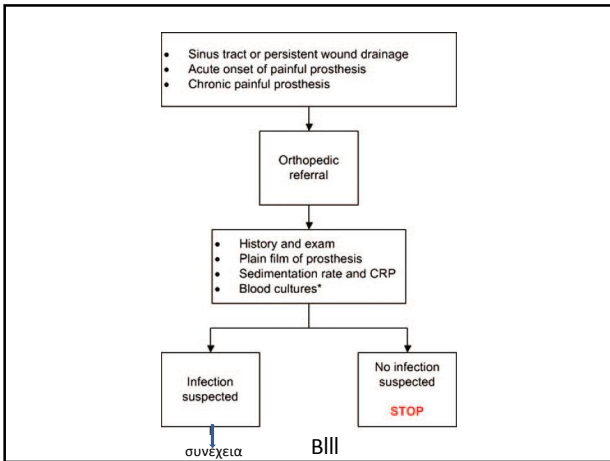 • Sinus tract or persistent wound drainage
• Acute onset of painful prosthesis
• Chronic painful prosthesis
Orthopedic
referral
• History and exam
• Plain film of prosthesis
• Sedimentation rate and CRP
• Blood cultures*
Infection
suspected
No infection
suspected
STOP
συνέχεια
BIII